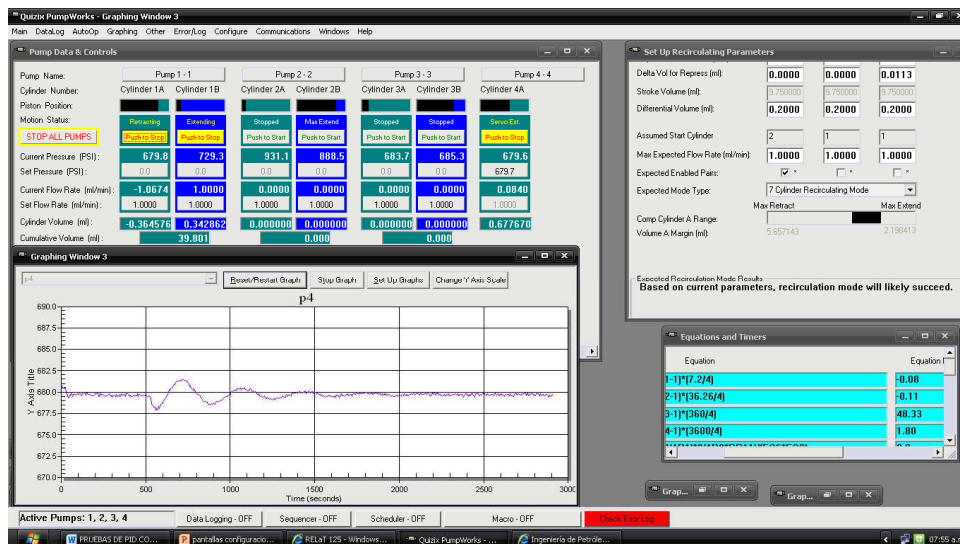 Quizix PumpWorks - Graphing Window 3
Main DataLog AutoOp Graphing Other Error/Log Configure Communications Windows Help
Pump Data & Controls
Pump Name: Pump 1 - 1 Pump 2 - 2 Pump 3 - 3 Pump 4 - 4
Cylinder Number: Cylinder 1A Cylinder 1B Cylinder 2A Cylinder 2B Cylinder 3A Cylinder 3B Cylinder 4A
Piston Position:
Motion Status: Retracting Extending Stopped Max Extend Stopped Stopped Servo Ext.
STOP ALL PUMPS Push to Stop Push to Stop Push to Start Push to Start Push to Start Push to Start Push to Stop
Current Pressure (PSI) : 679.8 729.3 931.1 888.5 683.7 685.3 679.6
Set Pressure (PSI) : 0.0 0.0 0.0 0.0 0.0 0.0 679.7
Current Flow Rate (ml/min) : -1.0674 1.0000 0.0000 0.0000 0.0000 0.0000 0.0840
Set Flow Rate (ml/min) : 1.0000 1.0000 1.0000 1.0000 1.0000 1.0000 1.0000
Cylinder Volume (ml) : -0.364576 0.342862 0.000000 0.000000 0.000000 0.000000 0.677670
Cumulative Volume (ml) : 39.801 0.000 0.000
Set Up Recirculating Parameters
Delta Vol for Repress (ml): 0.0000 0.0000 0.0113
Stroke Volume (ml): 9.750000 9.750000 9.750000
Differential Volume (ml): 0.2000 0.2000 0.2000
Assumed Start Cylinder 2 1 1
Max Expected Flow Rate (ml/min): 1.0000 1.0000 1.0000
Expected Enabled Pairs: * * *
Expected Mode Type: 7 Cylinder Recirculating Mode
Max Retract Max Extend
Comp Cylinder A Range:
Volume A Margin (ml): 5.657143 2.198413
Expected Recirculation Mode Results
Based on current parameters, recirculation mode will likely succeed.
Graphing Window 3
p4 Reset/Restart Graph Stop Graph Set Up Graphs Change 'Y' Axis Scale
p4
690.0
687.5
685.0
682.5
680.0
677.5
675.0
672.5
670.0
Y Axis Title
0 500 1000 1500 2000 2500 3000
Time (seconds)
Equations and Timers
Equation Equation
1-1)*(7.2/4) -0.08
2-1)*(36.26/4) -0.11
3-1)*(360/4) 48.33
4-1)*(3600/4) 1.80
Grap... Grap...
Active Pumps: 1, 2, 3, 4 Data Logging - OFF Sequencer - OFF Scheduler - OFF Macro - OFF Check Error Log
PRUEBAS DE PID CO... pantallas configuracio... RELaT 125 - Windows... Quizix PumpWorks - ... Ingeniería de Petróle... 07:55 a.m